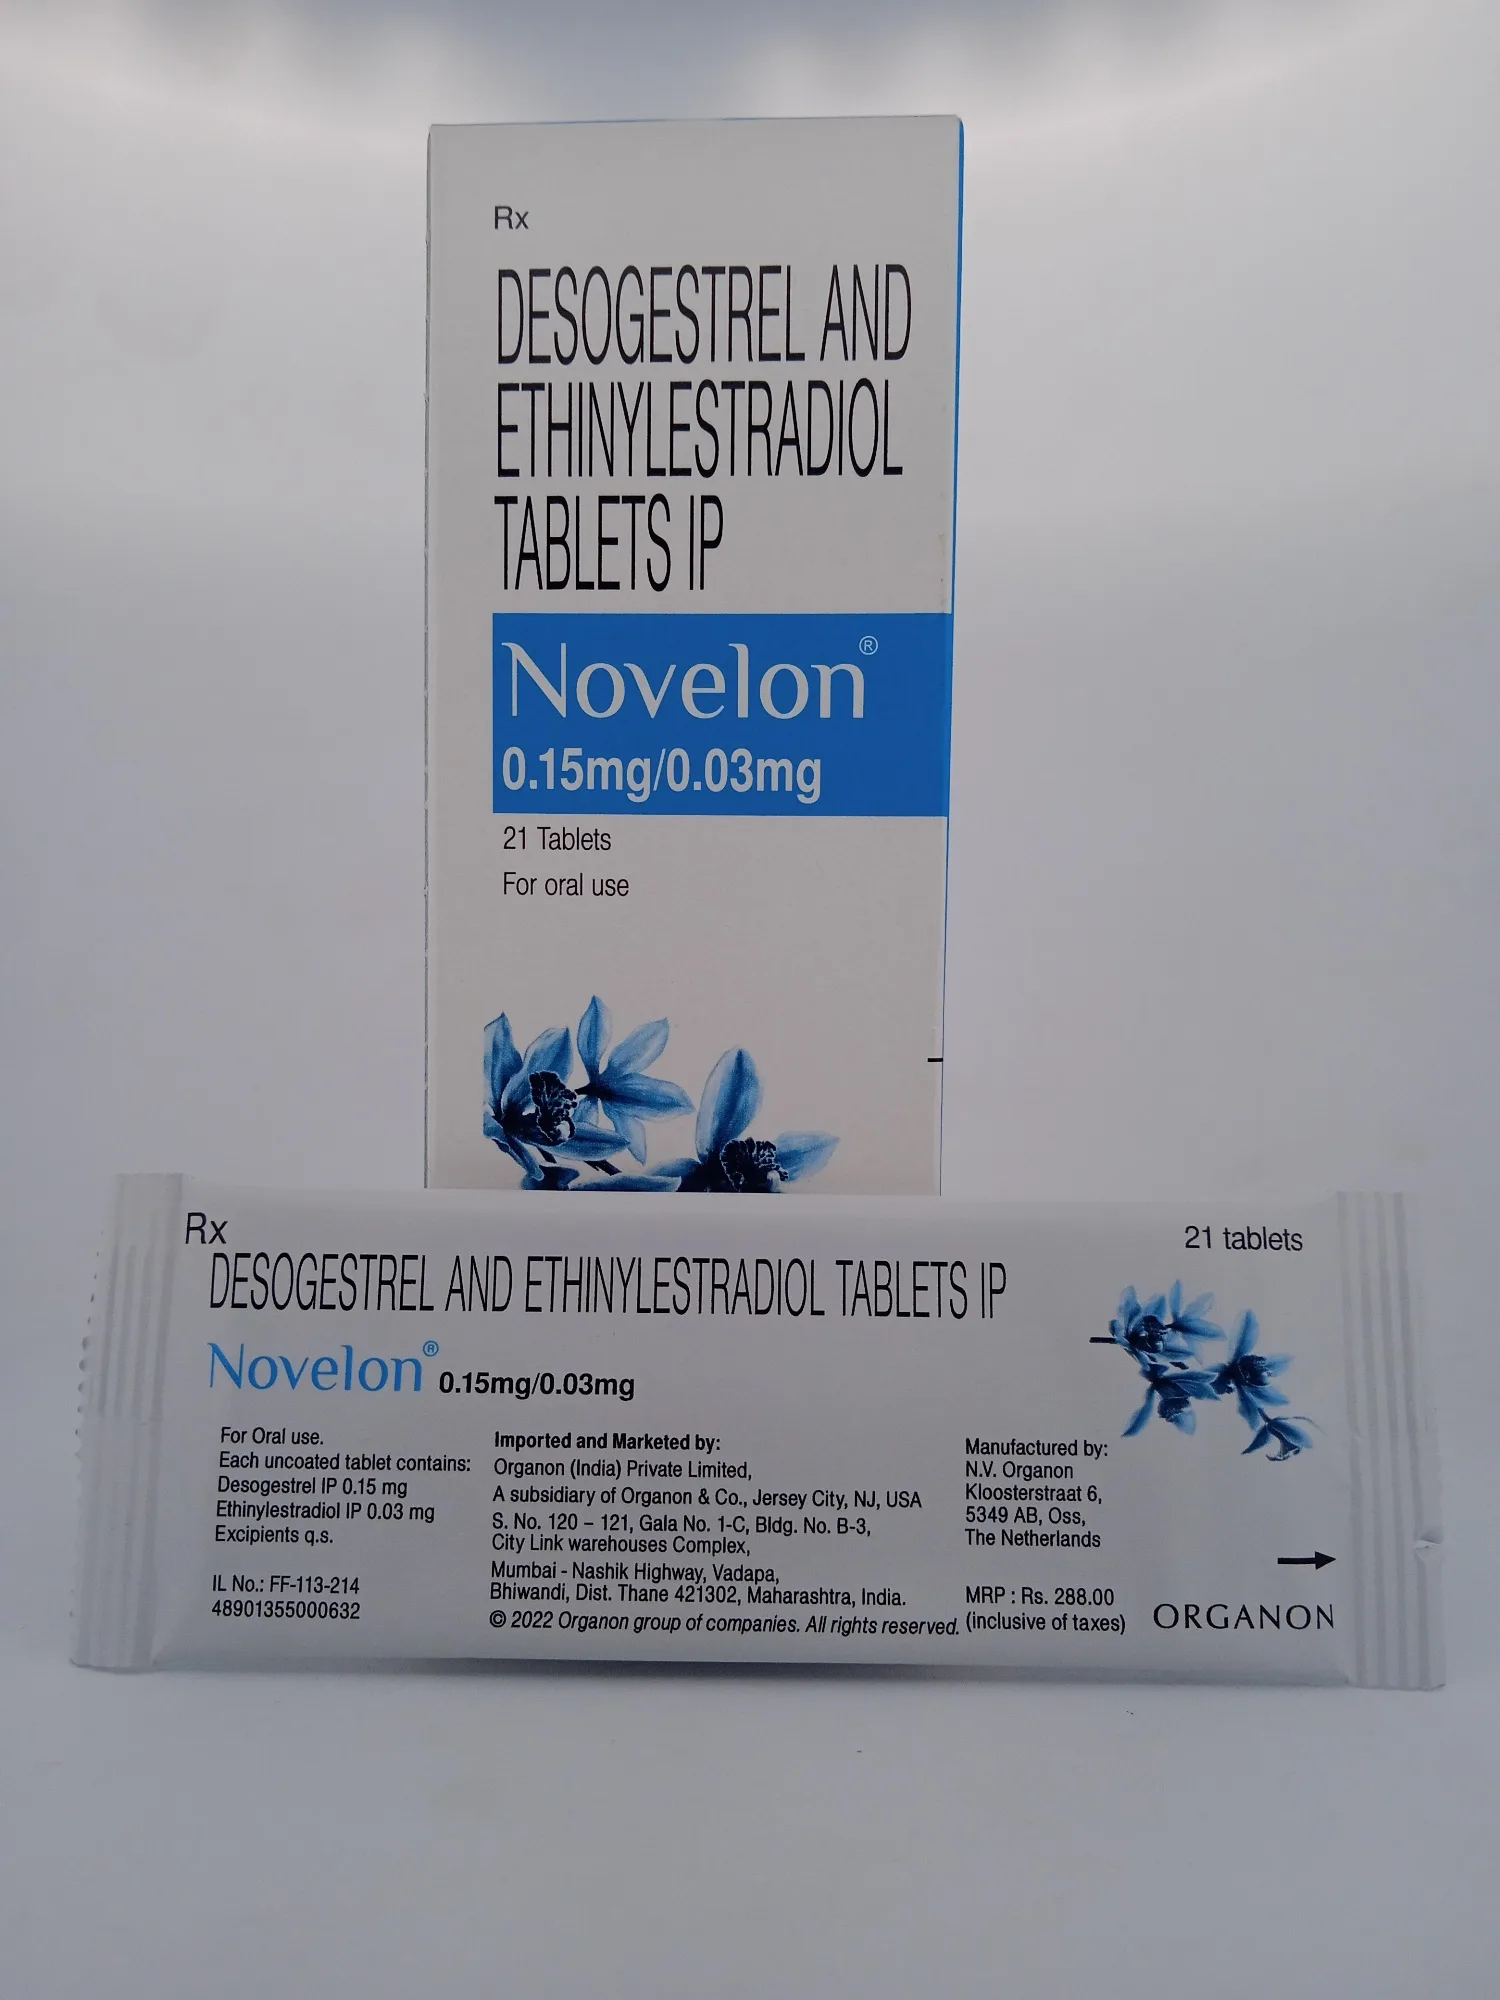 Rx
DESOGESTREL AND
ETHINYLESTRADIOL
TABLETS IP
Novelon®
0.15mg/0.03mg
21 Tablets
For oral use
Rx
21 tablets
DESOGESTREL AND ETHINYLESTRADIOL TABLETS IP
Novelon® 0.15mg/0.03mg
For Oral use.
Each uncoated tablet contains:
Desogestrel IP 0.15 mg
Ethinylestradiol IP 0.03 mg
Excipients q.s.
IL No.: FF-113-214
48901355000632
Imported and Marketed by:
Organon (India) Private Limited,
A subsidiary of Organon & Co., Jersey City, NJ, USA
S. No. 120 – 121, Gala No. 1-C, Bldg. No. B-3,
City Link warehouses Complex,
Mumbai - Nashik Highway, Vadapa,
Bhiwandi, Dist. Thane 421302, Maharashtra, India.
© 2022 Organon group of companies. All rights reserved.
Manufactured by:
N.V. Organon
Kloosterstraat 6,
5349 AB, Oss,
The Netherlands
MRP : Rs. 288.00
(inclusive of taxes)
ORGANON